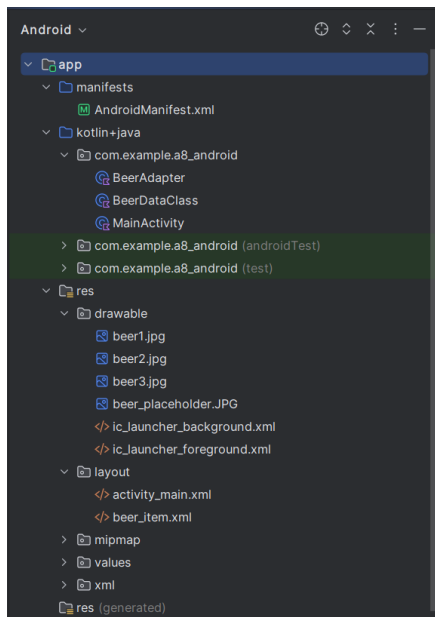 Android
app
manifests
AndroidManifest.xml
kotlin+java
com.example.a8_android
BeerAdapter
BeerDataClass
MainActivity
com.example.a8_android (androidTest)
com.example.a8_android (test)
res
drawable
beer1.jpg
beer2.jpg
beer3.jpg
beer_placeholder.JPG
ic_launcher_background.xml
ic_launcher_foreground.xml
layout
activity_main.xml
beer_item.xml
mipmap
values
xml
res (generated)